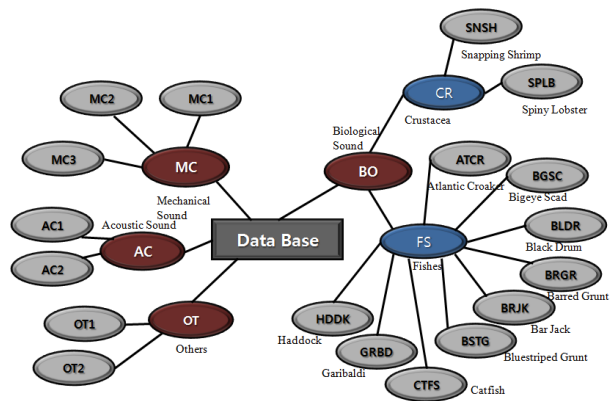 SNSH
Snapping Shrimp
CR
Crustacea
SPLB
Spiny Lobster
MC2
MC1
MC3
MC
Mechanical
Sound
Biological
Sound
BO
ATCR
Atlantic Croaker
BGSC
Bigeye Scad
AC1
Acoustic Sound
AC
AC2
Data Base
FS
Fishes
BLDR
Black Drum
BRGR
Barred Grunt
OT1
OT
Others
OT2
HDDK
Haddock
GRBD
Garibaldi
CTFS
Catfish
BSTG
Bluestriped Grunt
BRJK
Bar Jack